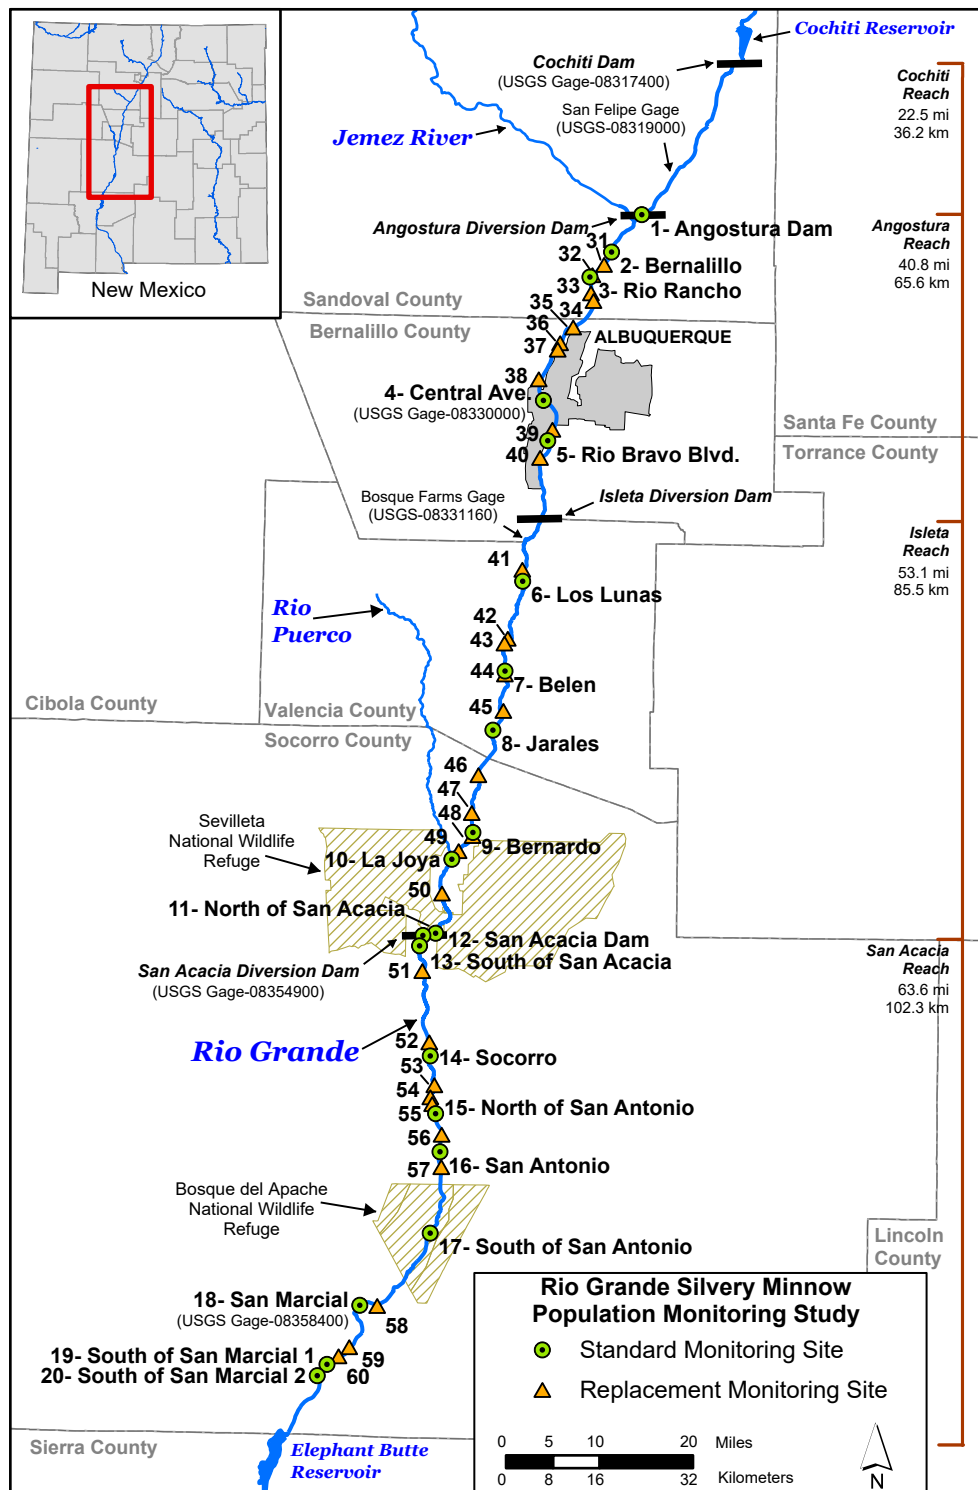 Cochiti Reservoir
Cochiti Dam
(USGS Gage-08317400)
San Felipe Gage
(USGS-08319000)
Jemez River
Cochiti
Reach
22.5 mi
36.2 km
New Mexico
Angostura Diversion Dam
1- Angostura Dam
Angostura
Reach
40.8 mi
65.6 km
31
32
2- Bernalillo
33
3- Rio Rancho
Sandoval County
35
34
Bernalillo County
36
ALBUQUERQUE
37
38
4- Central Ave.
(USGS Gage-08330000)
Santa Fe County
39
40
5- Rio Bravo Blvd.
Torrance County
Bosque Farms Gage
(USGS-08331160)
Isleta Diversion Dam
Isleta
Reach
53.1 mi
85.5 km
41
6- Los Lunas
Rio
Puerco
42
43
44
7- Belen
Cibola County
Valencia County
45
Socorro County
8- Jarales
46
47
48
Sevilleta
National Wildlife
Refuge
49
9- Bernardo
10- La Joya
50
11- North of San Acacia
12- San Acacia Dam
13- South of San Acacia
San Acacia Diversion Dam
(USGS Gage-08354900)
51
San Acacia
Reach
63.6 mi
102.3 km
Rio Grande
52
14- Socorro
53
54
55
15- North of San Antonio
56
57
16- San Antonio
Bosque del Apache
National Wildlife
Refuge
17- South of San Antonio
Lincoln
County
18- San Marcial
(USGS Gage-08358400)
58
19- South of San Marcial 1
59
20- South of San Marcial 2
60
Sierra County
Elephant Butte
Reservoir
Rio Grande Silvery Minnow
Population Monitoring Study
Standard Monitoring Site
Replacement Monitoring Site
0 5 10 20 Miles
0 8 16 32 Kilometers
N